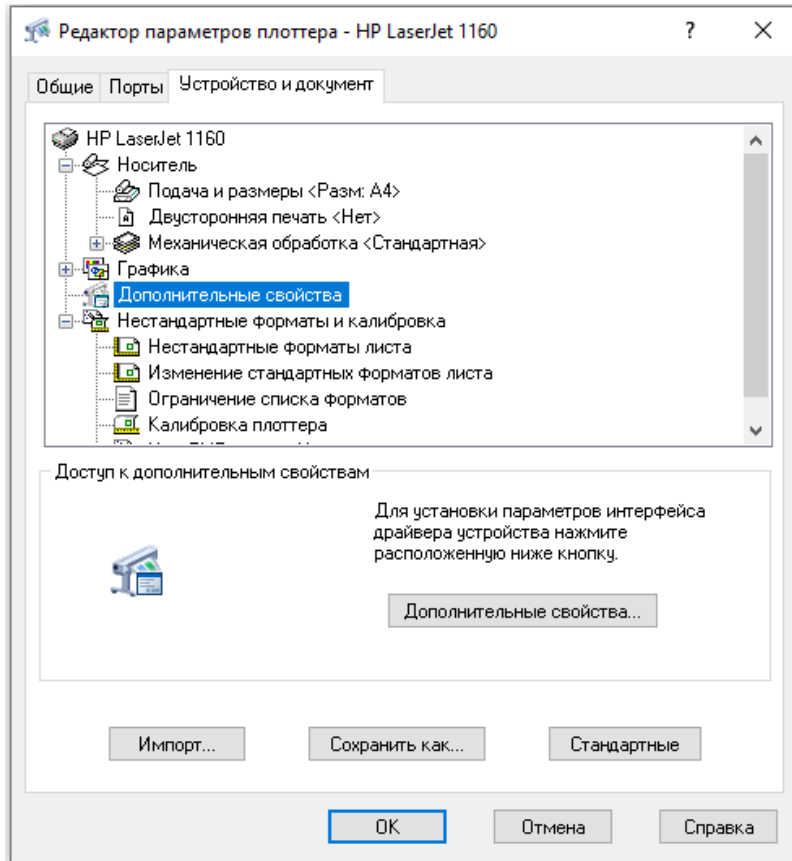 Редактор параметров плоттера - HP LaserJet 1160
?
Общие Порты Устройство и документ
HP LaserJet 1160
Носитель
Подача и размеры <Разм: A4>
Двусторонняя печать <Нет>
Механическая обработка <Стандартная>
Графика
Дополнительные свойства
Нестандартные форматы и калибровка
Нестандартные форматы листа
Изменение стандартных форматов листа
Ограничение списка форматов
Калибровка плоттера
Доступ к дополнительным свойствам
Для установки параметров интерфейса
драйвера устройства нажмите
расположенную ниже кнопку.
Дополнительные свойства...
Импорт... Сохранить как... Стандартные
OK Отмена Справка